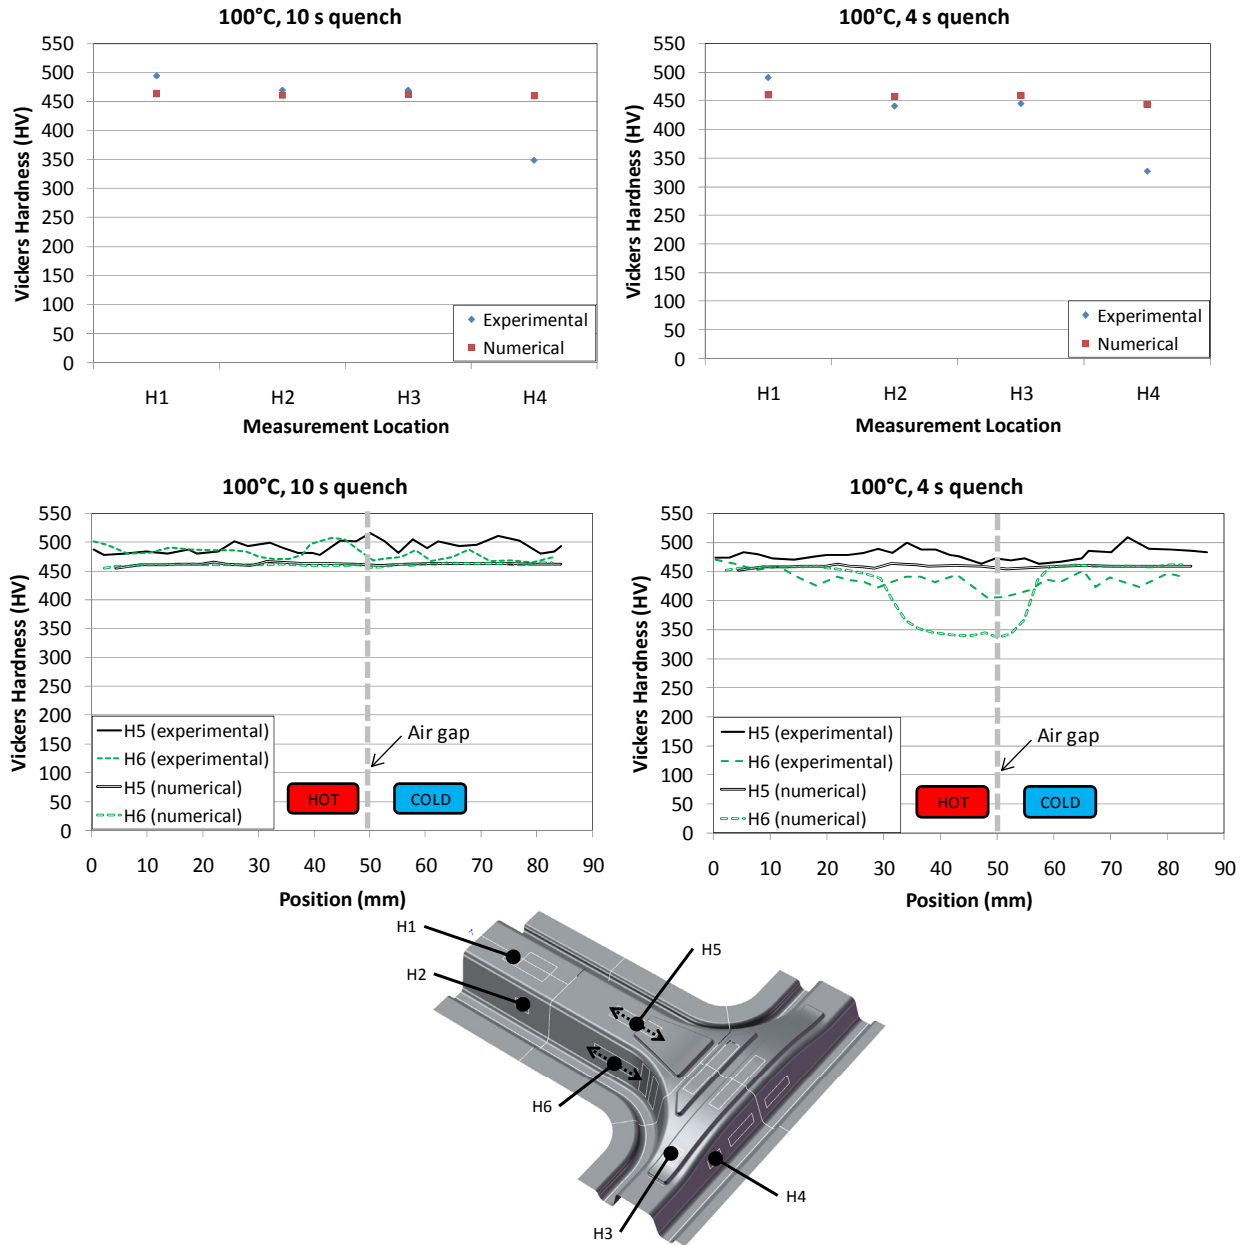 100°C, 10 s quench
550
500
450
400
350
300
250
200
150
100
50
0
Vickers Hardness (HV)
Experimental
Numerical
H1 H2 H3 H4
Measurement Location
100°C, 4 s quench
550
500
450
400
350
300
250
200
150
100
50
0
Vickers Hardness (HV)
Experimental
Numerical
H1 H2 H3 H4
Measurement Location
100°C, 10 s quench
550
500
450
400
350
300
250
200
150
100
50
0
Vickers Hardness (HV)
H5 (experimental)
H6 (experimental)
H5 (numerical)
H6 (numerical)
Air gap
HOT
COLD
0 10 20 30 40 50 60 70 80 90
Position (mm)
100°C, 4 s quench
550
500
450
400
350
300
250
200
150
100
50
0
Vickers Hardness (HV)
H5 (experimental)
H6 (experimental)
H5 (numerical)
H6 (numerical)
Air gap
HOT
COLD
0 10 20 30 40 50 60 70 80 90
Position (mm)
H1
H5
H2
H6
H4
H3